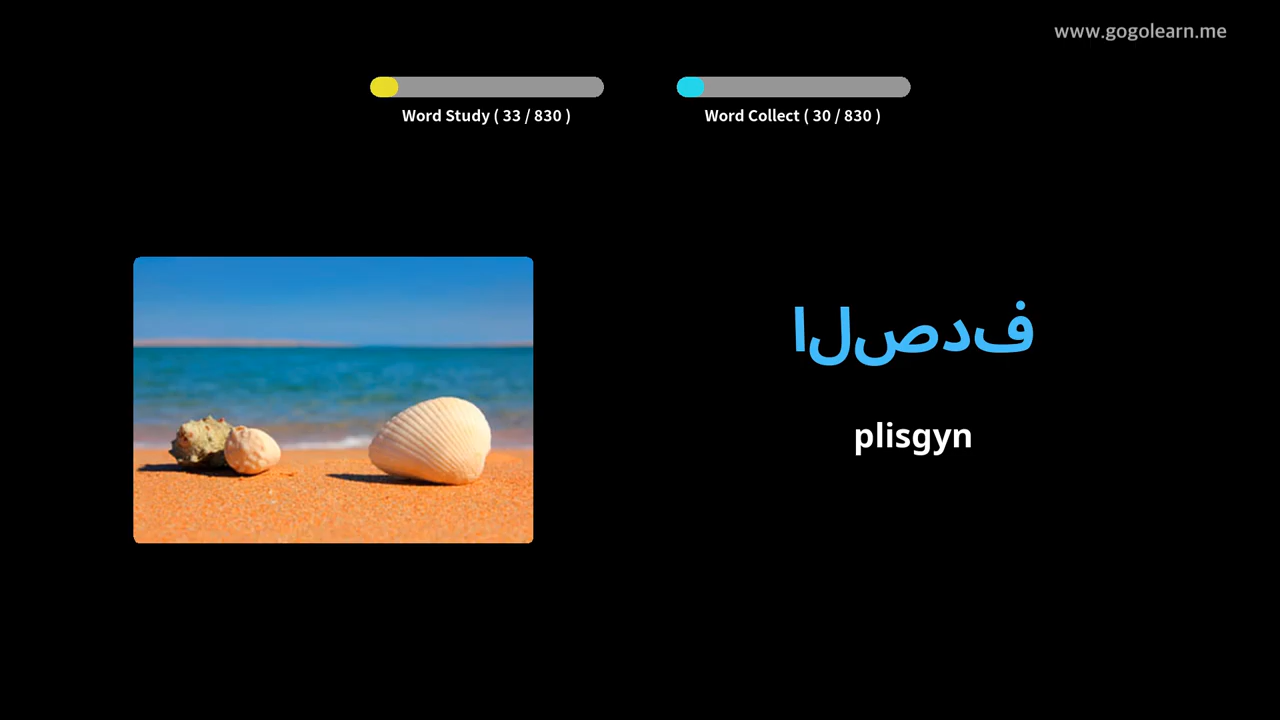 www.gogolearn.me
Word Study ( 33 / 830 )
Word Collect ( 30 / 830 )
الصدف
plisgyn